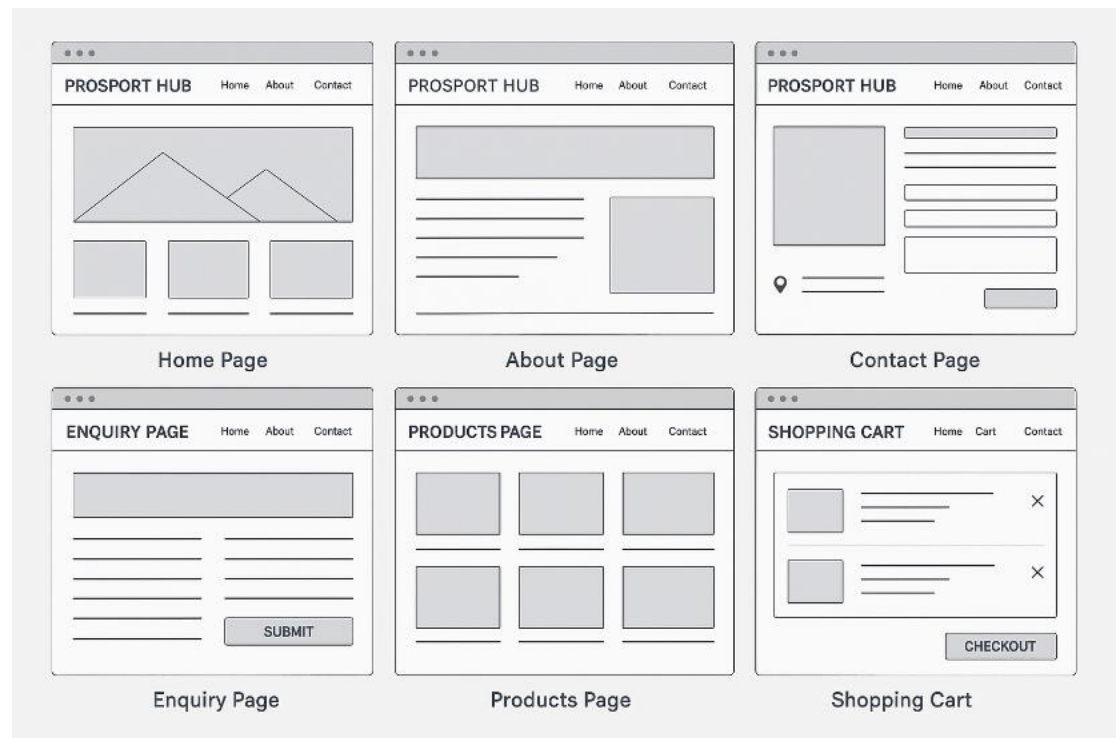 PROSPORT HUB Home About Contact
Home Page
PROSPORT HUB Home About Contact
About Page
PROSPORT HUB Home About Contact
Contact Page
ENQUIRY PAGE Home About Contact
SUBMIT
Enquiry Page
PRODUCTS PAGE Home About Contact
Products Page
SHOPPING CART Home Cart Contact
CHECKOUT
Shopping Cart